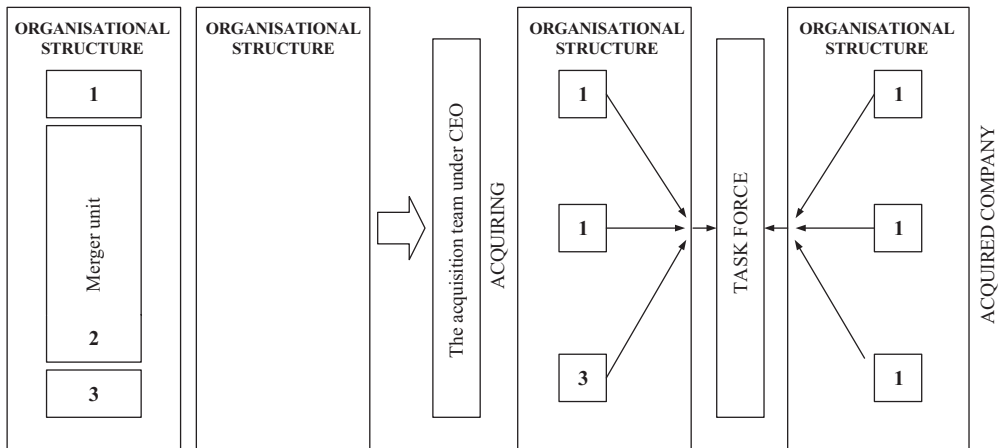 ORGANISATIONAL
STRUCTURE
1
Merger unit
2
3
ORGANISATIONAL
STRUCTURE
The acquisition team under CEO
ACQUIRING
ORGANISATIONAL
STRUCTURE
1
1
3
TASK FORCE
ORGANISATIONAL
STRUCTURE
1
1
1
ACQUIRED COMPANY